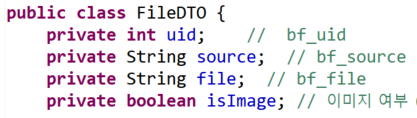 public class FileDTO {
private int uid; // bf_uid
private String source; // bf_source
private String file; // bf_file
private boolean isImage; // 이미지 여부